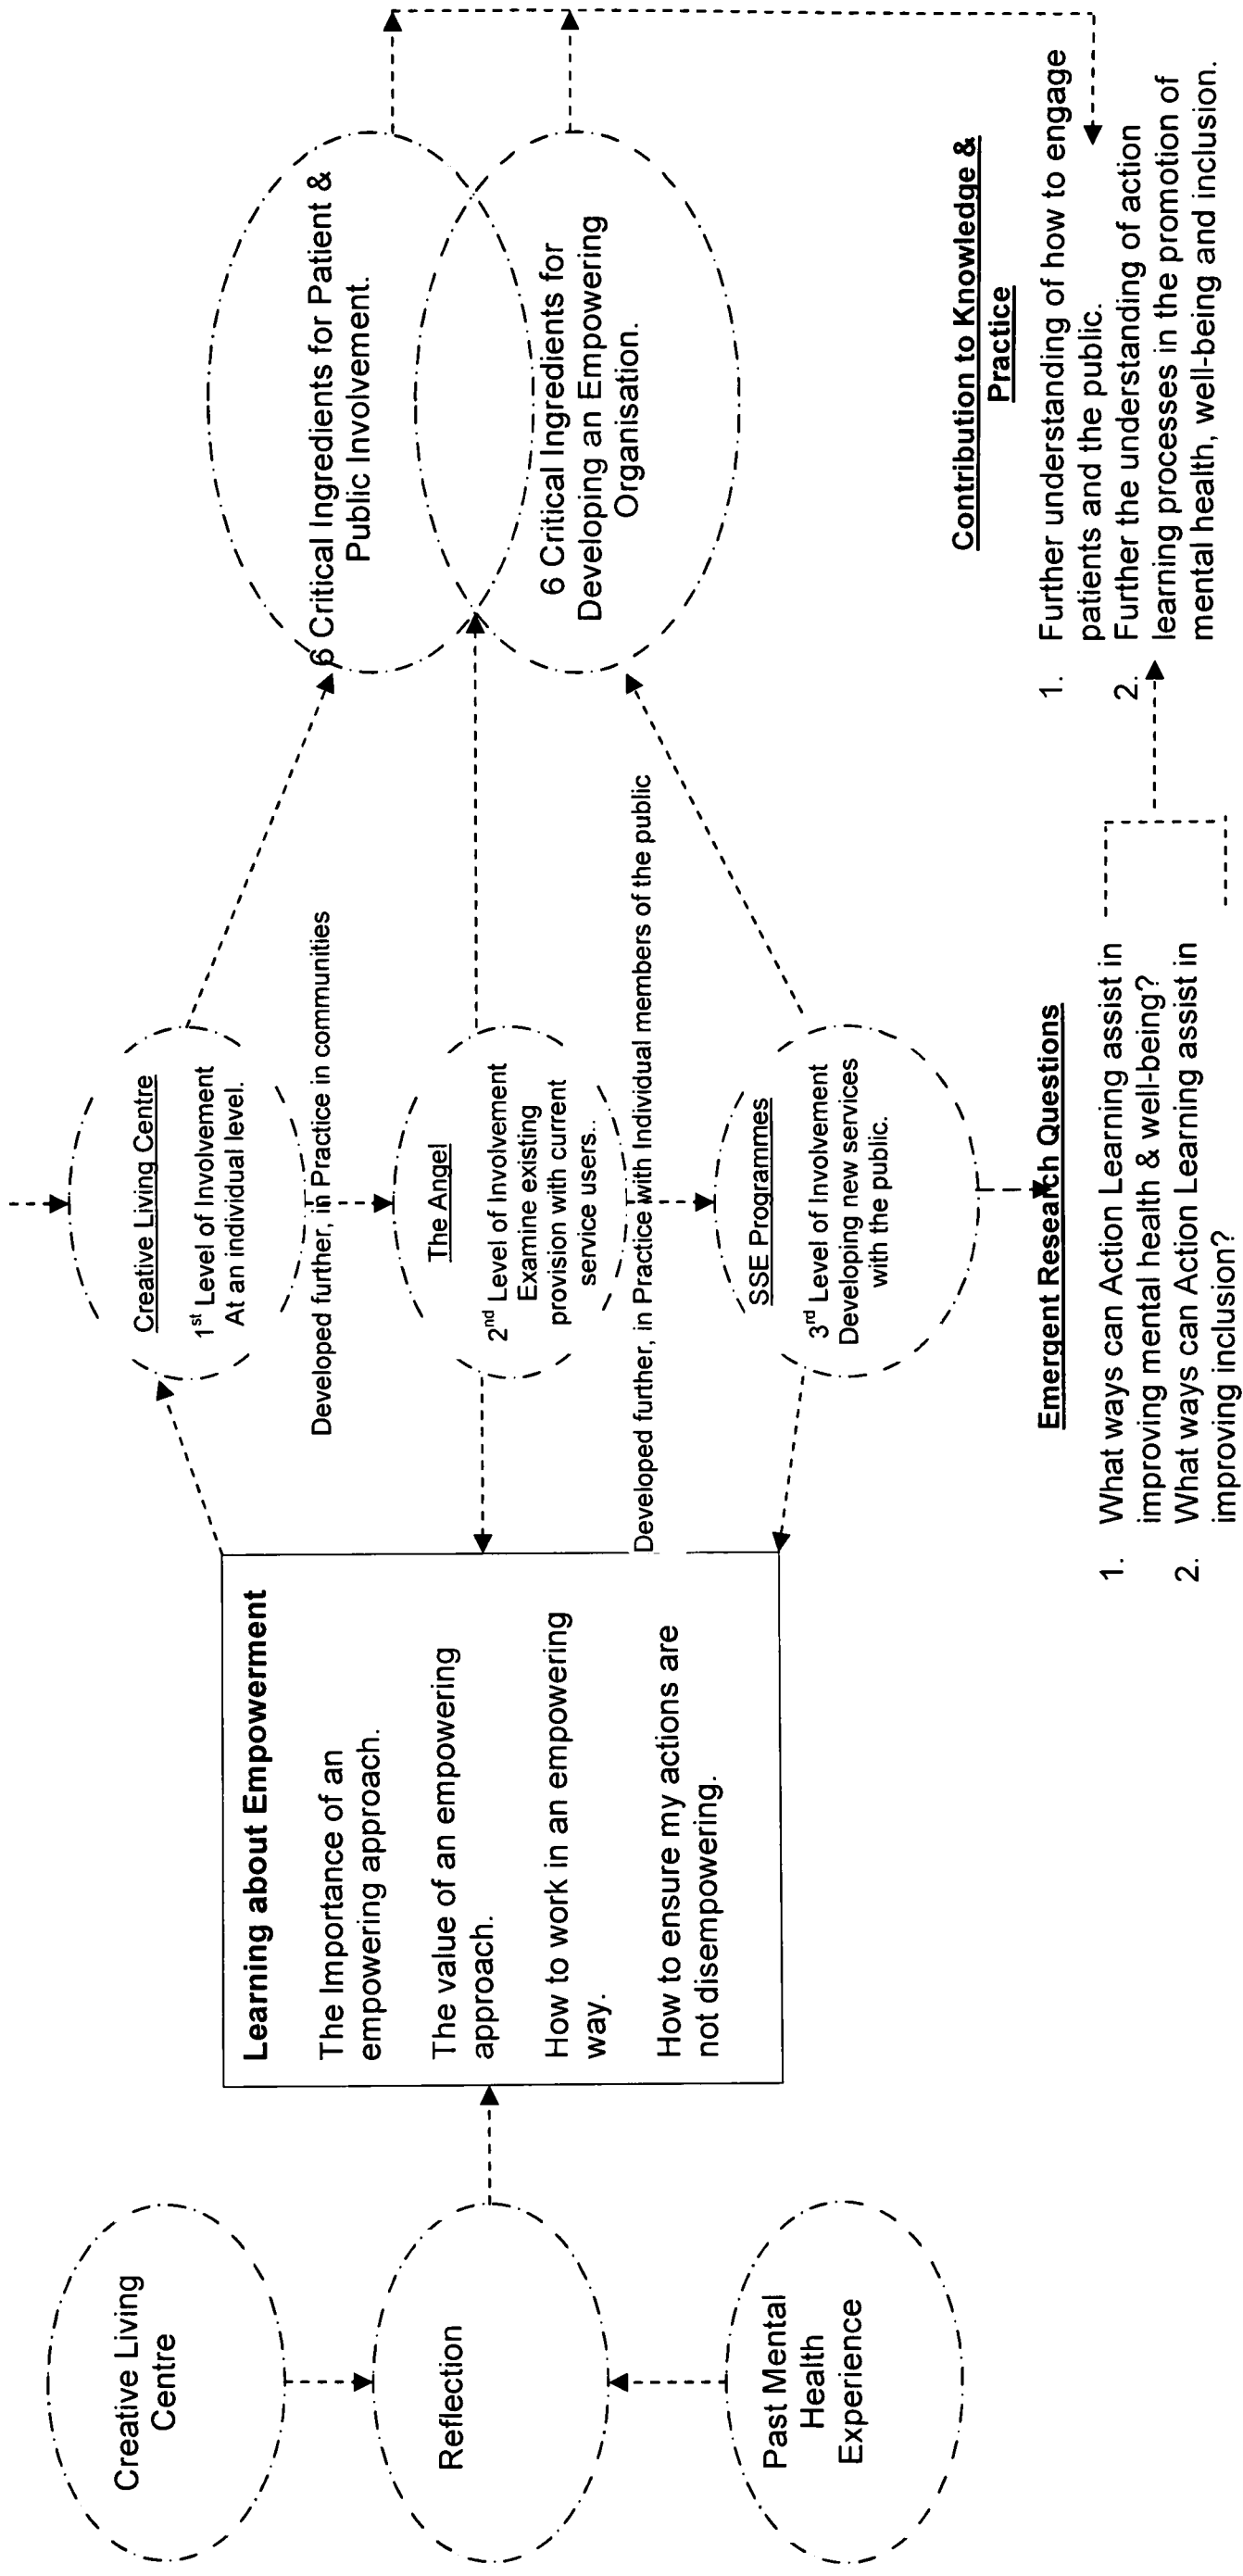 Creative Living
Centre
Reflection
Past Mental
Health
Experience
Learning about Empowerment
The Importance of an
empowering approach.
The value of an empowering
approach.
How to work in an empowering
way.
How to ensure my actions are
not disempowering.
Creative Living Centre
1st Level of Involvement
At an individual level.
Developed further, in Practice in communities
The Angel
2nd Level of Involvement
Examine existing
provision with current
service users..
Developed further, in Practice with Individual members of the public
SSE Programmes
3rd Level of Involvement
Developing new services
with the public.
6 Critical Ingredients for Patient &
Public Involvement.
6 Critical Ingredients for
Developing an Empowering
Organisation.
Emergent Research Questions
1. What ways can Action Learning assist in
improving mental health & well-being?
2. What ways can Action Learning assist in
improving inclusion?
Contribution to Knowledge &
Practice
1. Further understanding of how to engage
patients and the public.
2. Further the understanding of action
learning processes in the promotion of
mental health, well-being and inclusion.